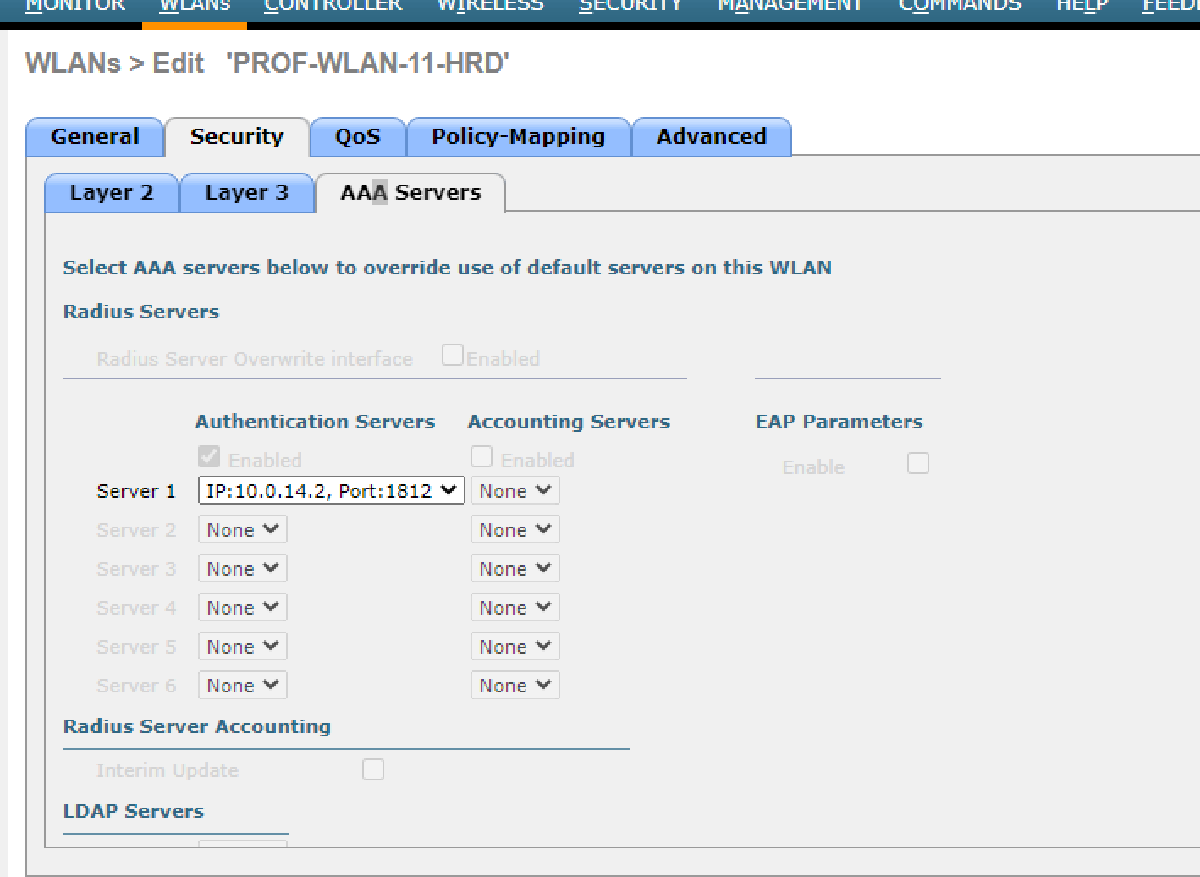 MONITOR WLANs CONTROLLER WIRELESS SECURITY MANAGEMENT COMMANDS HELP
WLANs > Edit 'PROF-WLAN-11-HRD'
General Security QoS Policy-Mapping Advanced
Layer 2 Layer 3 AAA Servers
Select AAA servers below to override use of default servers on this WLAN
Radius Servers
Radius Server Overwrite interface Enabled
Authentication Servers Accounting Servers EAP Parameters
Enabled Enabled Enable
Server 1 IP:10.0.14.2, Port:1812 None
Server 2 None None
Server 3 None None
Server 4 None None
Server 5 None None
Server 6 None None
Radius Server Accounting
Interim Update
LDAP Servers